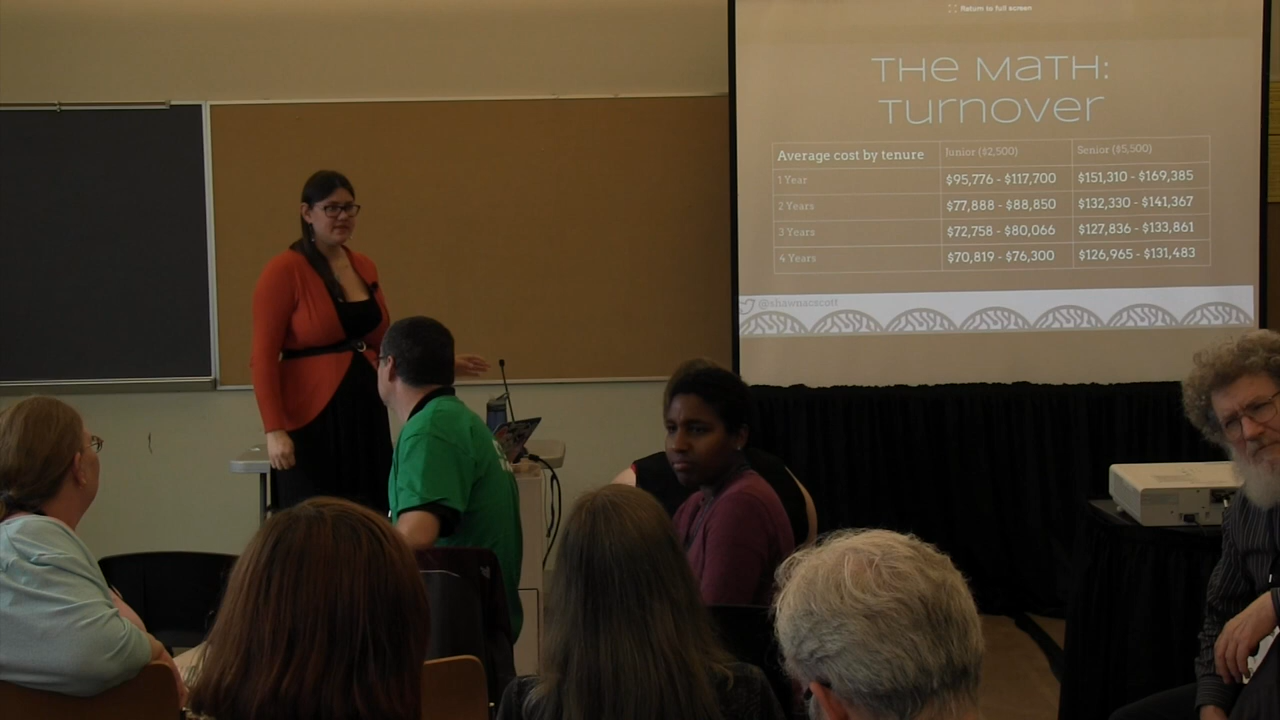 Return to full screen
THE MATH:
TURNOVER
Average cost by tenure Junior ($2,500) Senior ($5,500)
1 Year $95,776 - $117,700 $151,310 - $169,385
2 Years $77,888 - $88,850 $132,330 - $141,367
3 Years $72,758 - $80,066 $127,836 - $133,861
4 Years $70,819 - $76,300 $126,965 - $131,483
@shawnacscott